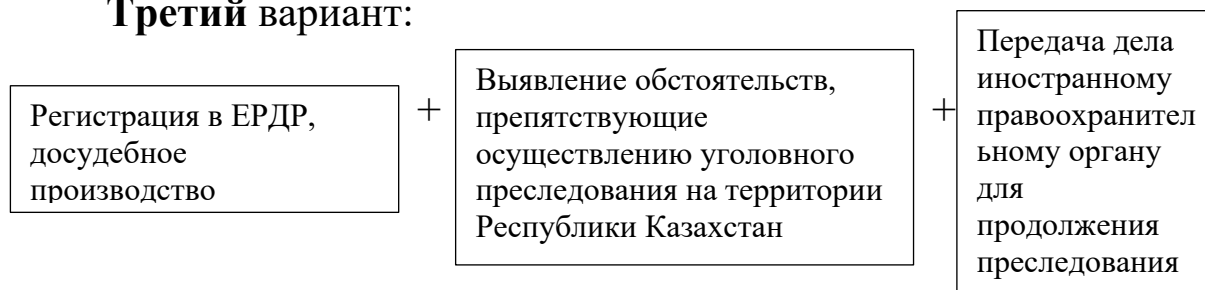 Третий вариант:
Регистрация в ЕРДР,
досудебное
производство
+
Выявление обстоятельств,
препятствующие
осуществлению уголовного
преследования на территории
Республики Казахстан
+
Передача дела
иностранному
правоохранител
ьному органу
для
продолжения
преследования